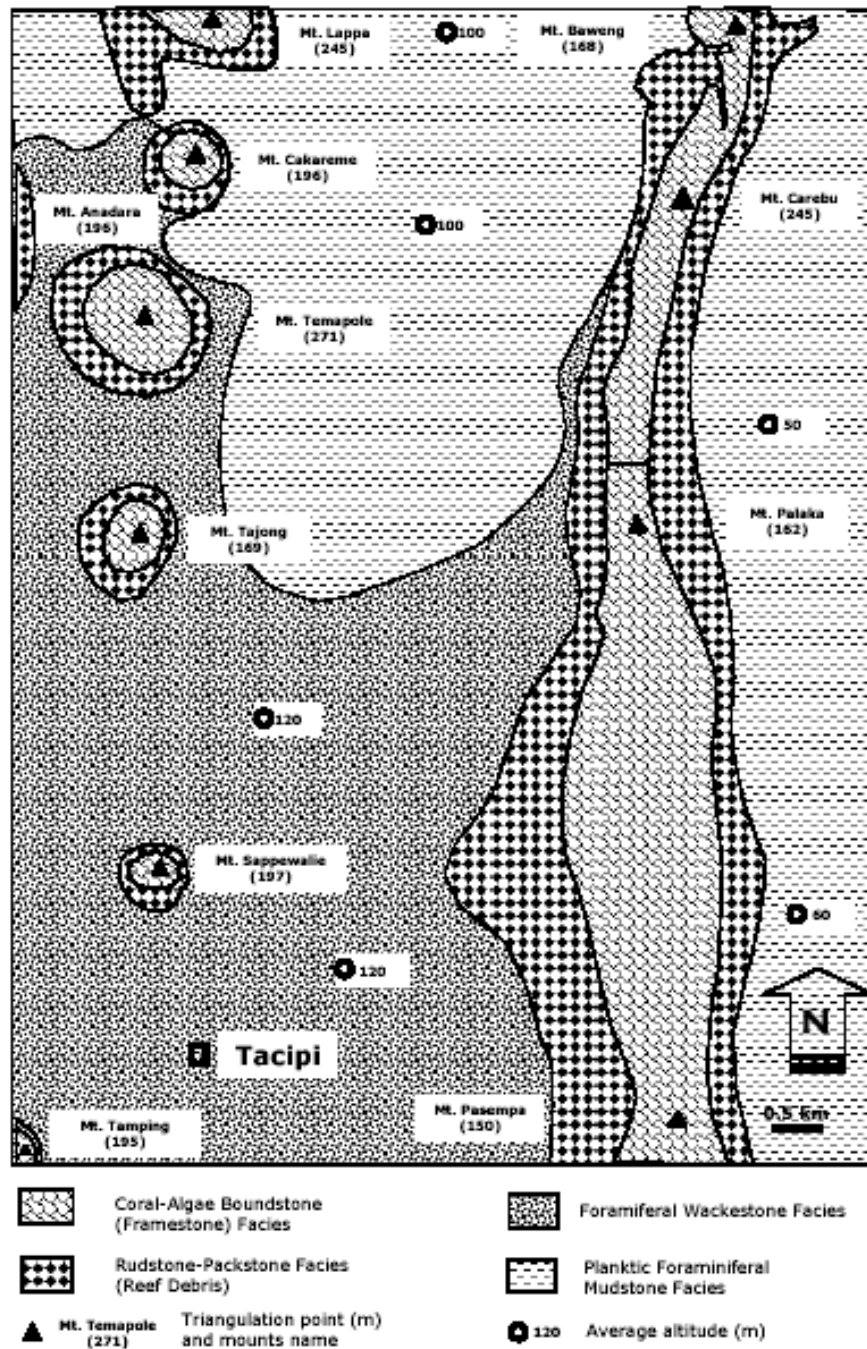 Mt. Lappa
(245)
100
Mt. Baweng
(168)
Mt. Cakareme
(196)
Mt. Anadara
(196)
100
Mt. Carebu
(245)
Mt. Temapole
(271)
50
Mt. Tajong
(169)
Mt. Palaka
(162)
120
Mt. Sappewalie
(197)
60
120
N
Tacipi
0.5 km
Mt. Tamping
(195)
Mt. Pasempa
(150)
Coral-Algae Boundstone
(Framestone) Facies
Foramiferal Wackestone Facies
Rudstone-Packstone Facies
(Reef Debris)
Planktic Foraminiferal
Mudstone Facies
Mt. Temapole
(271)
Triangulation point (m)
and mounts name
120
Average altitude (m)